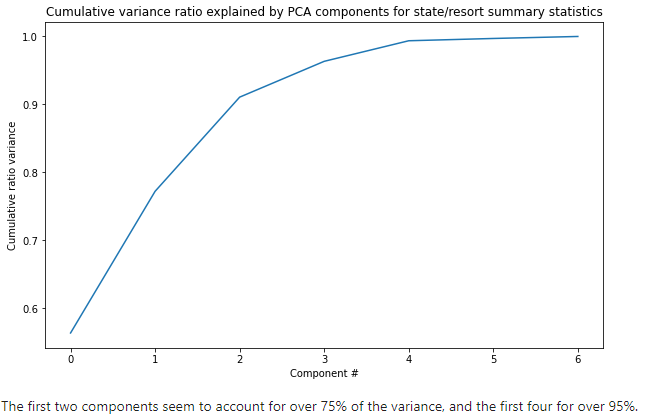 Cumulative variance ratio explained by PCA components for state/resort summary statistics
1.0
0.9
0.8
0.7
0.6
Cumulative ratio variance
0 1 2 3 4 5 6
Component #
The first two components seem to account for over 75% of the variance, and the first four for over 95%.